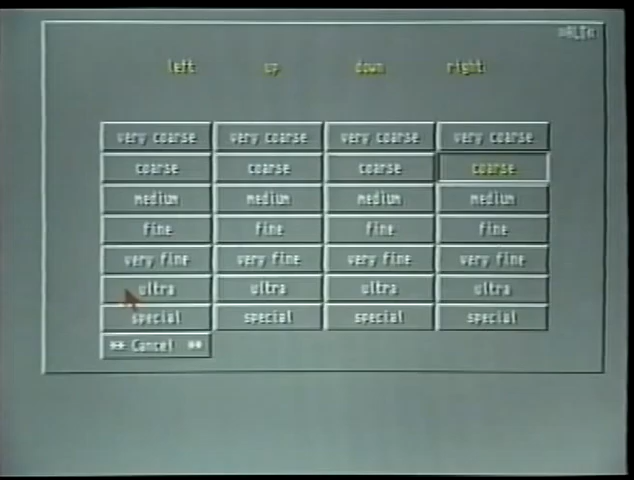 »ALI«
left up down right
very coarse very coarse very coarse very coarse
coarse coarse coarse coarse
medium medium medium medium
fine fine fine fine
very fine very fine very fine very fine
ultra ultra ultra ultra
special special special special
** Cancel **